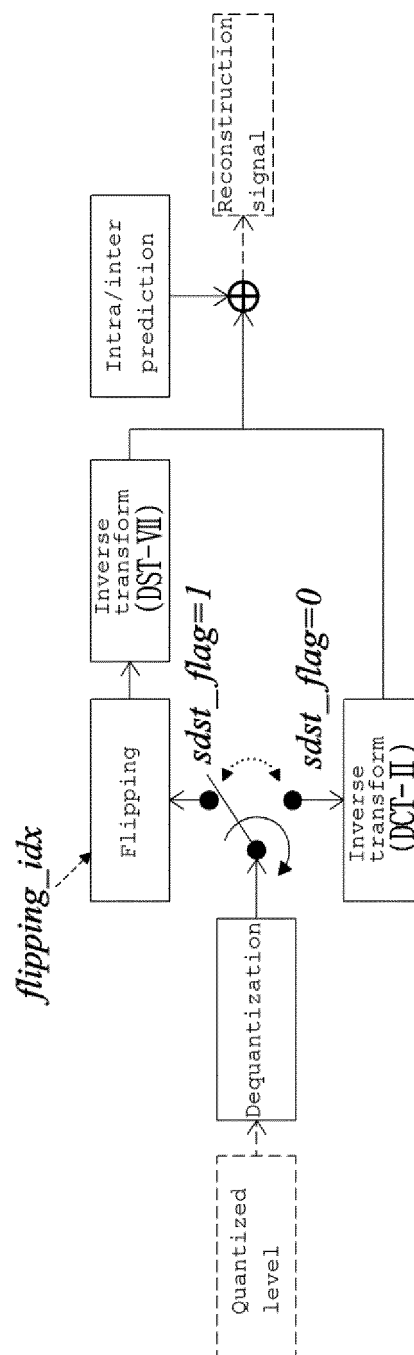 Quantized
level
Dequantization
flipping_idx
Flipping
sdst_flag=1
sdst_flag=0
Inverse
transform
(DST-VII)
Inverse
transform
(DCT-II)
Intra/inter
prediction
Reconstruction
signal